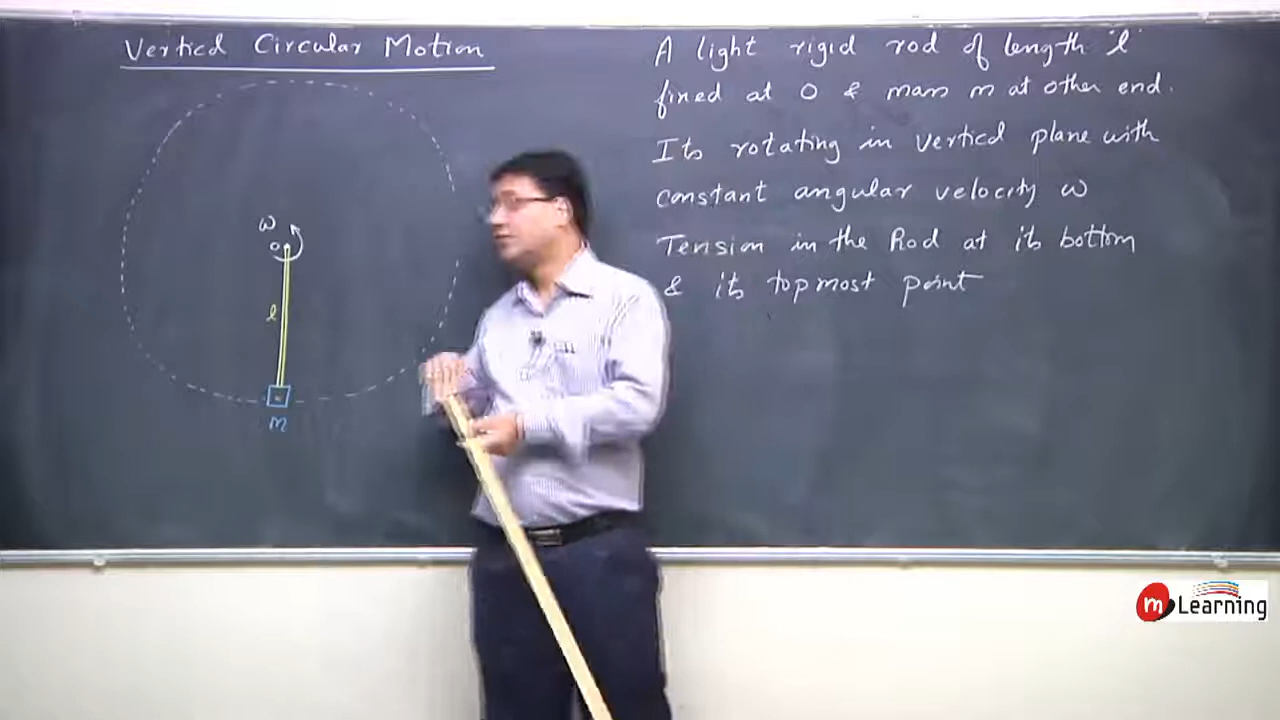 Vertical Circular Motion
A light rigid rod of length 'l'
fixed at O & mass m at other end.
Its rotating in vertical plane with
constant angular velocity ω
Tension in the Rod at its bottom
& its topmost point
ω
O
l
m
m Learning